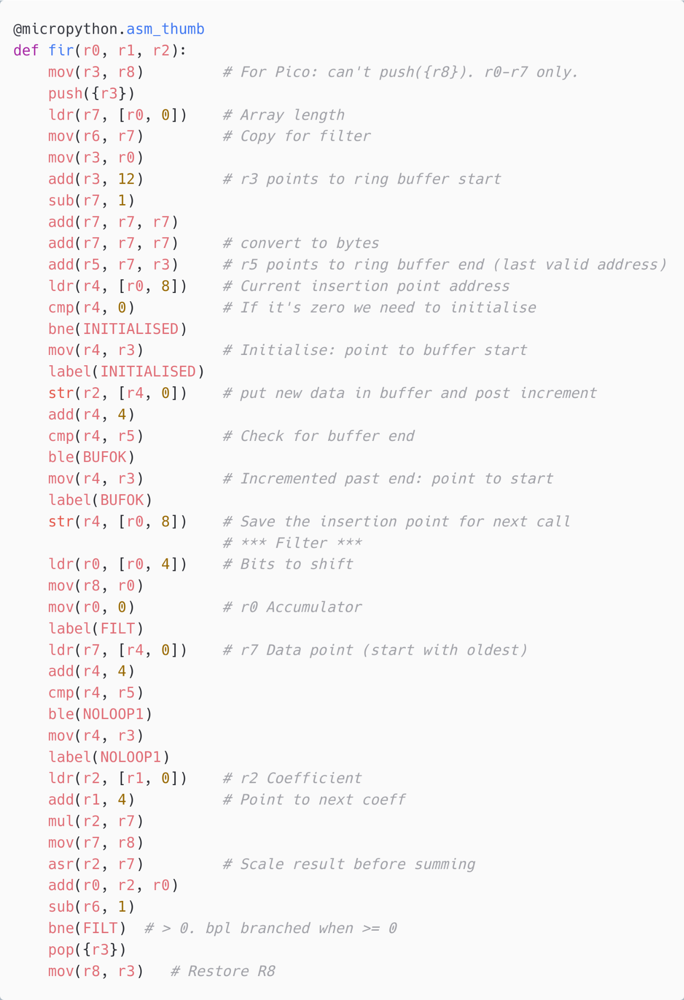 @micropython.asm_thumb
def fir(r0, r1, r2):
    mov(r3, r8)         # For Pico: can't push({r8}). r0-r7 only.
    push({r3})
    ldr(r7, [r0, 0])    # Array length
    mov(r6, r7)         # Copy for filter
    mov(r3, r0)
    add(r3, 12)         # r3 points to ring buffer start
    sub(r7, 1)
    add(r7, r7, r7)
    add(r7, r7, r7)     # convert to bytes
    add(r5, r7, r3)     # r5 points to ring buffer end (last valid address)
    ldr(r4, [r0, 8])    # Current insertion point address
    cmp(r4, 0)          # If it's zero we need to initialise
    bne(INITIALISED)
    mov(r4, r3)         # Initialise: point to buffer start
    label(INITIALISED)
    str(r2, [r4, 0])    # put new data in buffer and post increment
    add(r4, 4)
    cmp(r4, r5)         # Check for buffer end
    ble(BUFOK)
    mov(r4, r3)         # Incremented past end: point to start
    label(BUFOK)
    str(r4, [r0, 8])    # Save the insertion point for next call
                        # *** Filter ***
    ldr(r0, [r0, 4])    # Bits to shift
    mov(r8, r0)
    mov(r0, 0)          # r0 Accumulator
    label(FILT)
    ldr(r7, [r4, 0])    # r7 Data point (start with oldest)
    add(r4, 4)
    cmp(r4, r5)
    ble(NOLOOP1)
    mov(r4, r3)
    label(NOLOOP1)
    ldr(r2, [r1, 0])    # r2 Coefficient
    add(r1, 4)          # Point to next coeff
    mul(r2, r7)
    mov(r7, r8)
    asr(r2, r7)         # Scale result before summing
    add(r0, r2, r0)
    sub(r6, 1)
    bne(FILT)  # > 0. bpl branched when >= 0
    pop({r3})
    mov(r8, r3)   # Restore R8